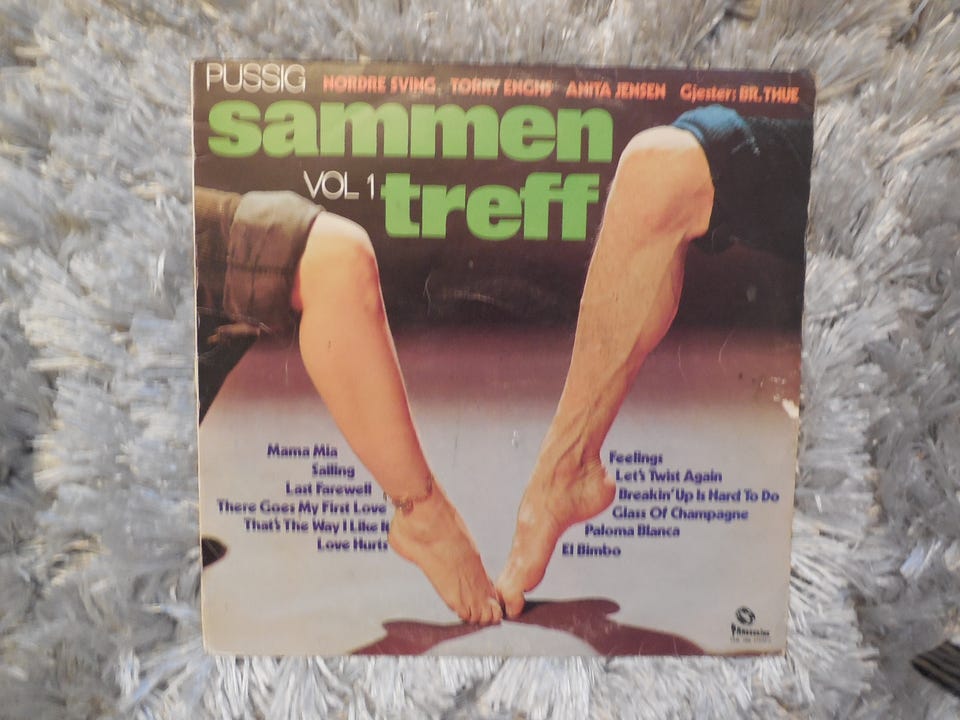 PUSSIG NORDRE SVING TORRY ENGHS ANITA JENSEN Gjester: BR. THUE
sammen
VOL 1 treff
Mama Mia
Sailing
Last Farewell
There Goes My First Love
That's The Way I Like It
Love Hurts
Feelings
Let's Twist Again
Breakin' Up Is Hard To Do
Glass Of Champagne
Paloma Blanca
El Bimbo